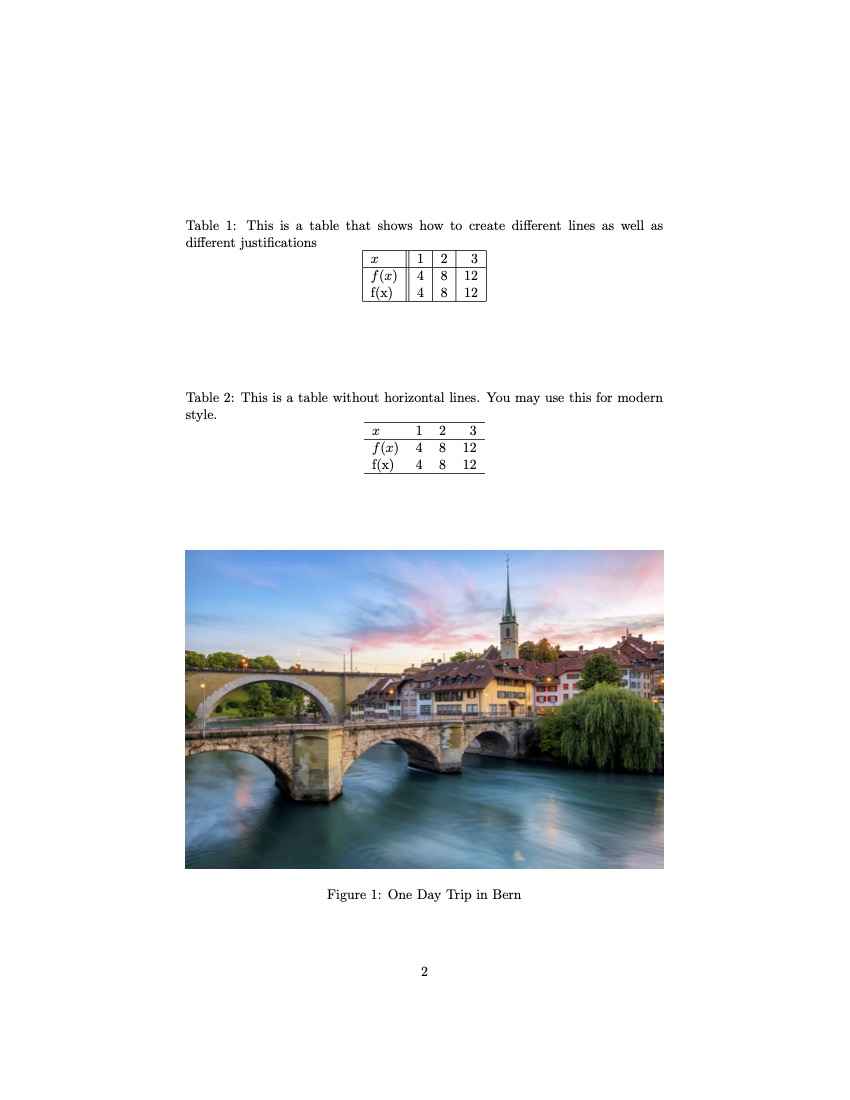 Table 1: This is a table that shows how to create different lines as well as
different justifications
x 1 2 3
f(x) 4 8 12
f(x) 4 8 12
Table 2: This is a table without horizontal lines. You may use this for modern
style.
x 1 2 3
f(x) 4 8 12
f(x) 4 8 12
Figure 1: One Day Trip in Bern
2